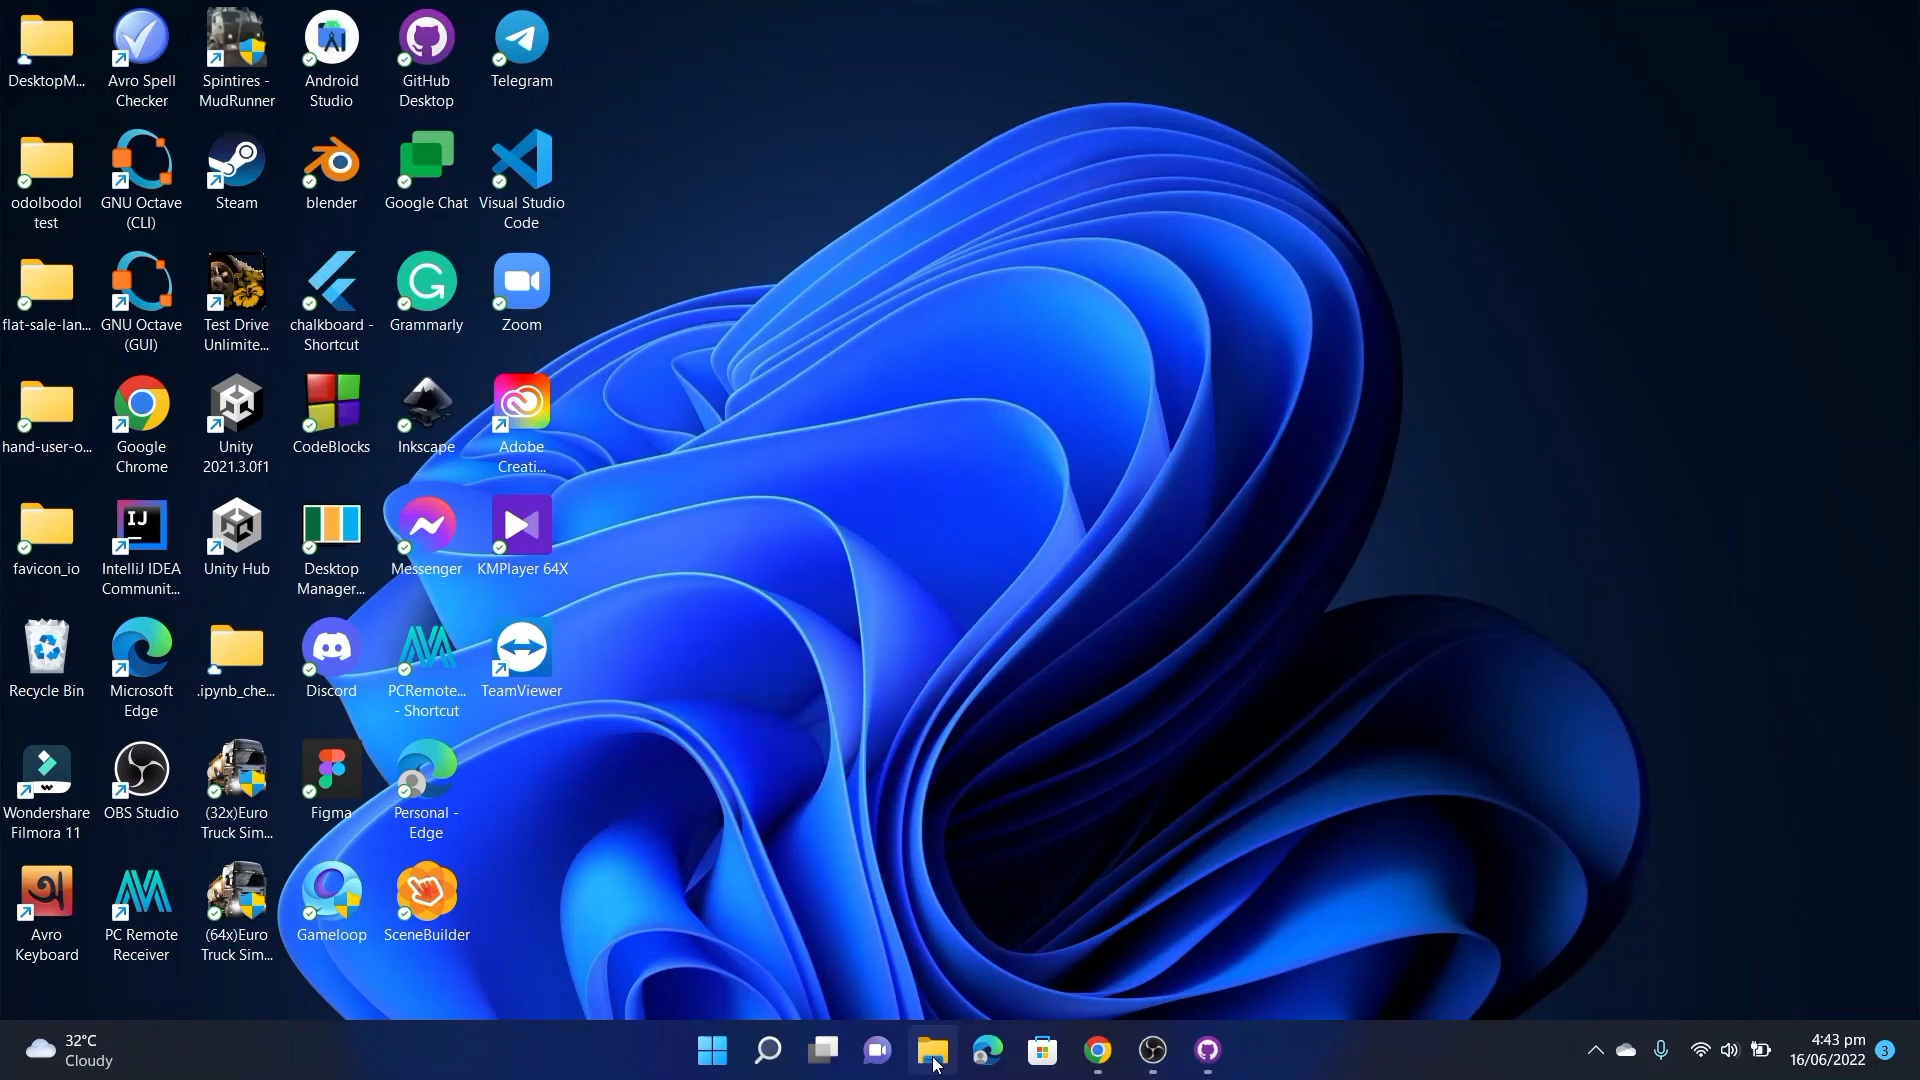 DesktopM...
Avro Spell
Checker
Spintires -
MudRunner
Android
Studio
GitHub
Desktop
Telegram
odolbodol
test
GNU Octave
(CLI)
Steam
blender
Google Chat
Visual Studio
Code
flat-sale-lan...
GNU Octave
(GUI)
Test Drive
Unlimite...
chalkboard -
Shortcut
Grammarly
Zoom
hand-user-o...
Google
Chrome
Unity
2021.3.0f1
CodeBlocks
Inkscape
Adobe
Creati...
favicon_io
IJ
IntelliJ IDEA
Communit...
Unity Hub
Desktop
Manager...
Messenger
KMPlayer 64X
Recycle Bin
Microsoft
Edge
.ipynb_che...
Discord
PCRemote...
- Shortcut
TeamViewer
Wondershare
Filmora 11
OBS Studio
(32x)Euro
Truck Sim...
Figma
Personal -
Edge
অ
Avro
Keyboard
PC Remote
Receiver
(64x)Euro
Truck Sim...
Gameloop
SceneBuilder
32°C
Cloudy
4:43 pm
16/06/2022
3